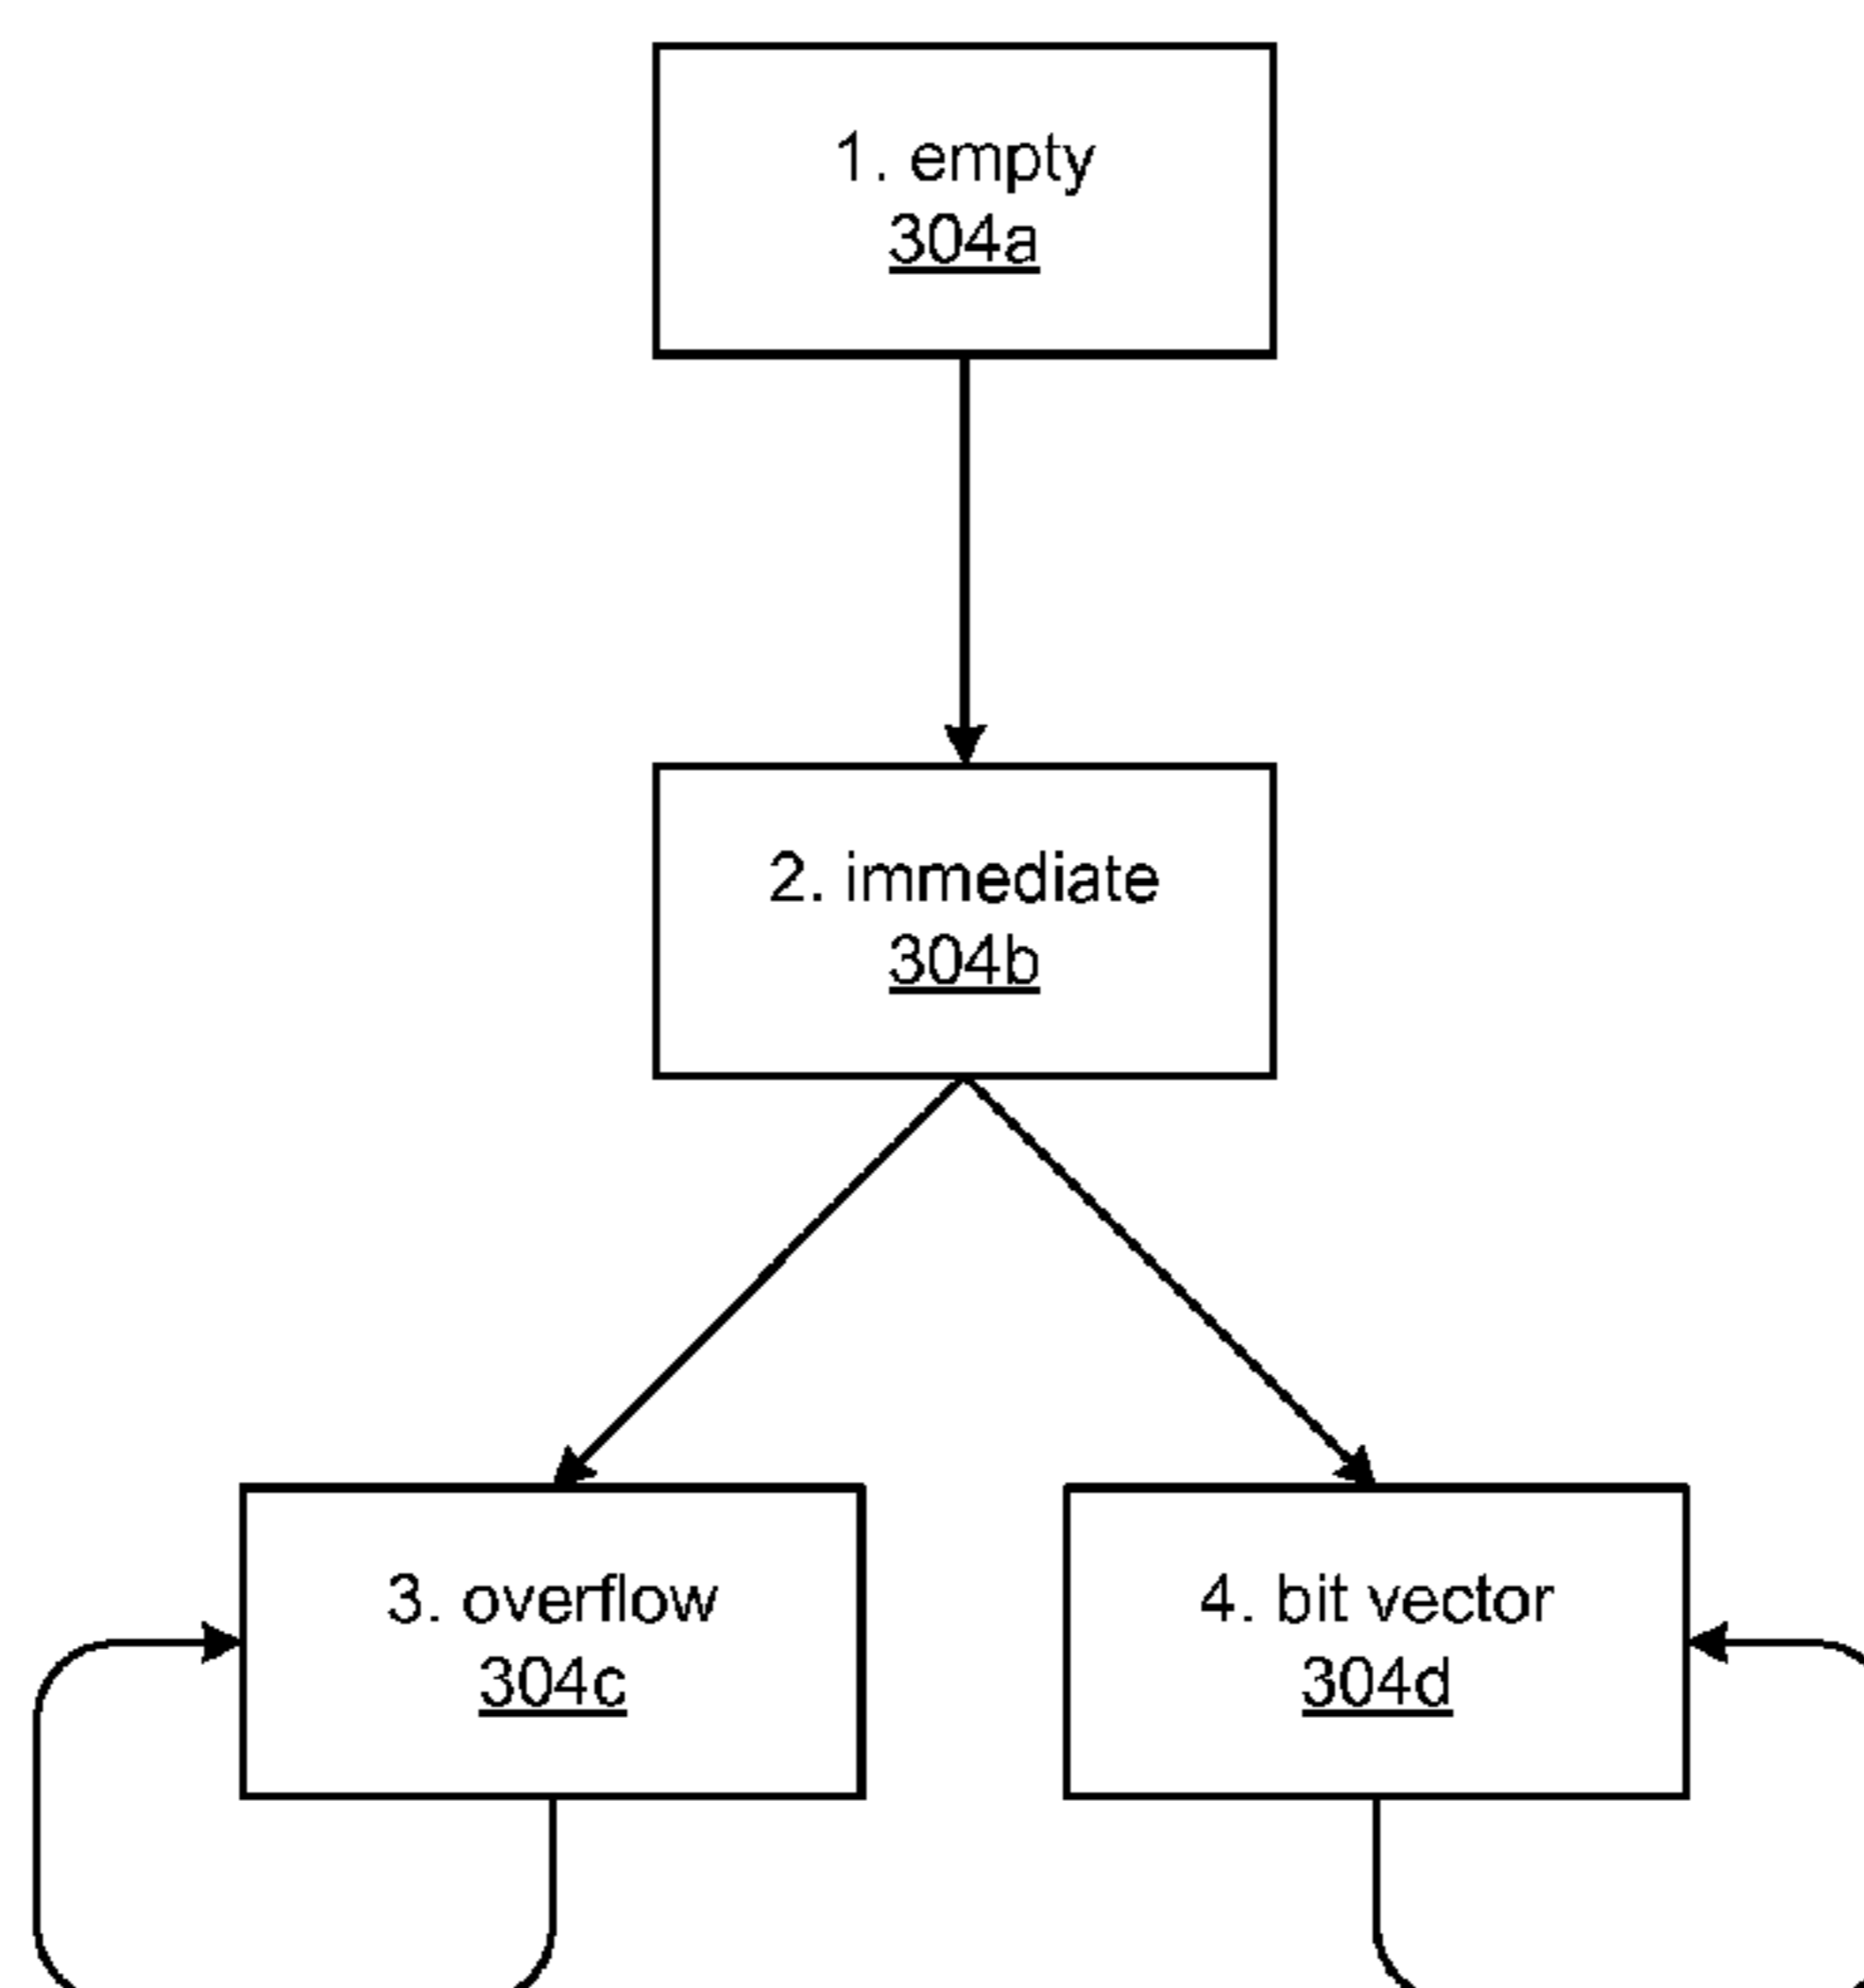 1. empty
304a
2. immediate
304b
3. overflow
304c
4. bit vector
304d